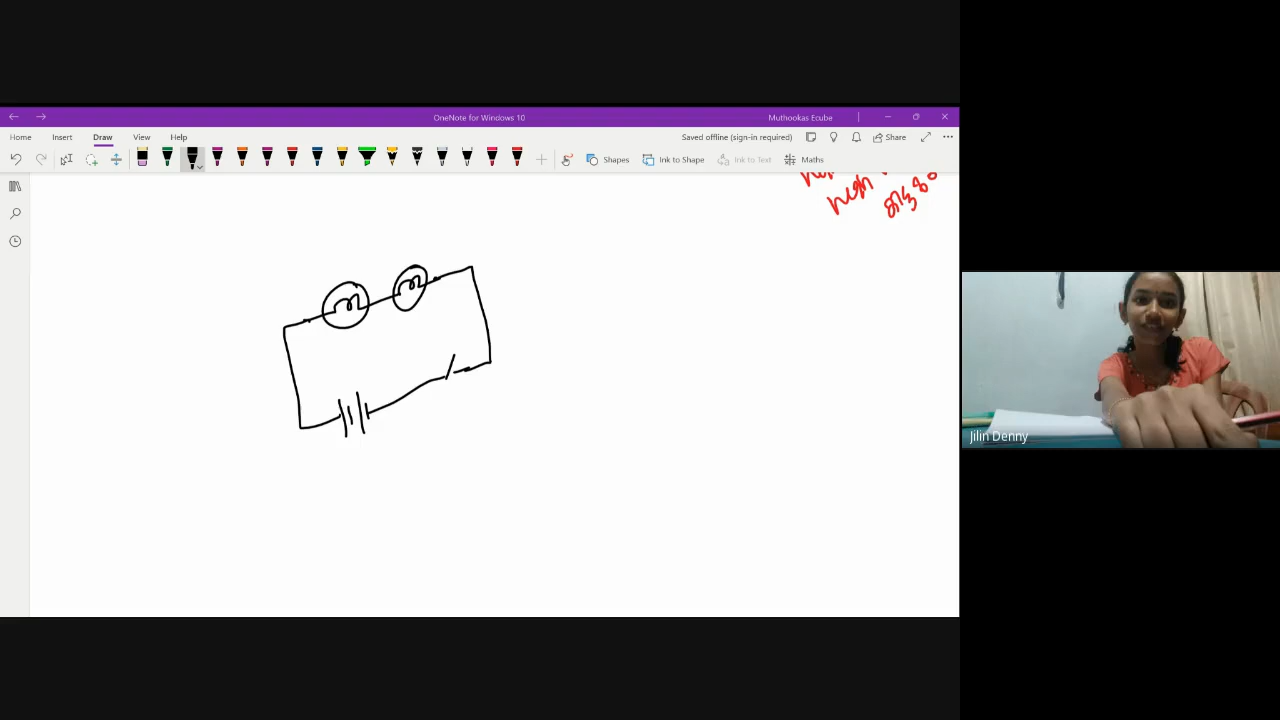 OneNote for Windows 10
Muthookas Ecube
Home Insert Draw View Help
Saved offline (sign-in required)
Share
Shapes
Ink to Shape
Ink to Text
Maths
Jilin Denny